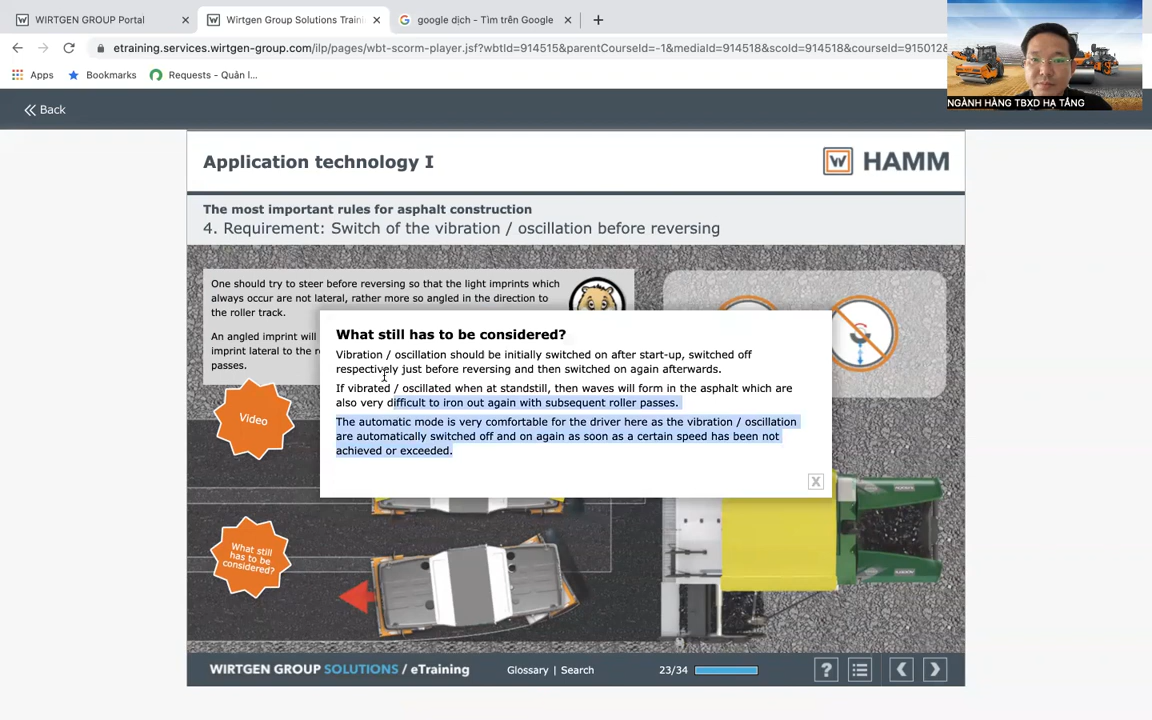 WIRTGEN GROUP Portal
Wirtgen Group Solutions Traini
google dịch - Tìm trên Google
etraining.services.wirtgen-group.com/ilp/pages/wbt-scorm-player.jsf?wbtId=914515&parentCourseId=-1&mediaId=914518&scoId=914518&courseId=915012&
Apps
Bookmarks
Requests - Quản l...
NGÀNH HÀNG TBXD HẠ TẦNG
Back
Application technology I
W HAMM
The most important rules for asphalt construction
4. Requirement: Switch of the vibration / oscillation before reversing
One should try to steer before reversing so that the light imprints which
always occur are not lateral, rather more so angled in the direction to
the roller track.
An angled imprint will
imprint lateral to the r
passes.
What still has to be considered?
Vibration / oscillation should be initially switched on after start-up, switched off
respectively just before reversing and then switched on again afterwards.
If vibrated / oscillated when at standstill, then waves will form in the asphalt which are
also very difficult to iron out again with subsequent roller passes.
The automatic mode is very comfortable for the driver here as the vibration / oscillation
are automatically switched off and on again as soon as a certain speed has been not
achieved or exceeded.
X
Video
What still
has to be
considered?
WIRTGEN GROUP SOLUTIONS / eTraining
Glossary | Search
23/34
?